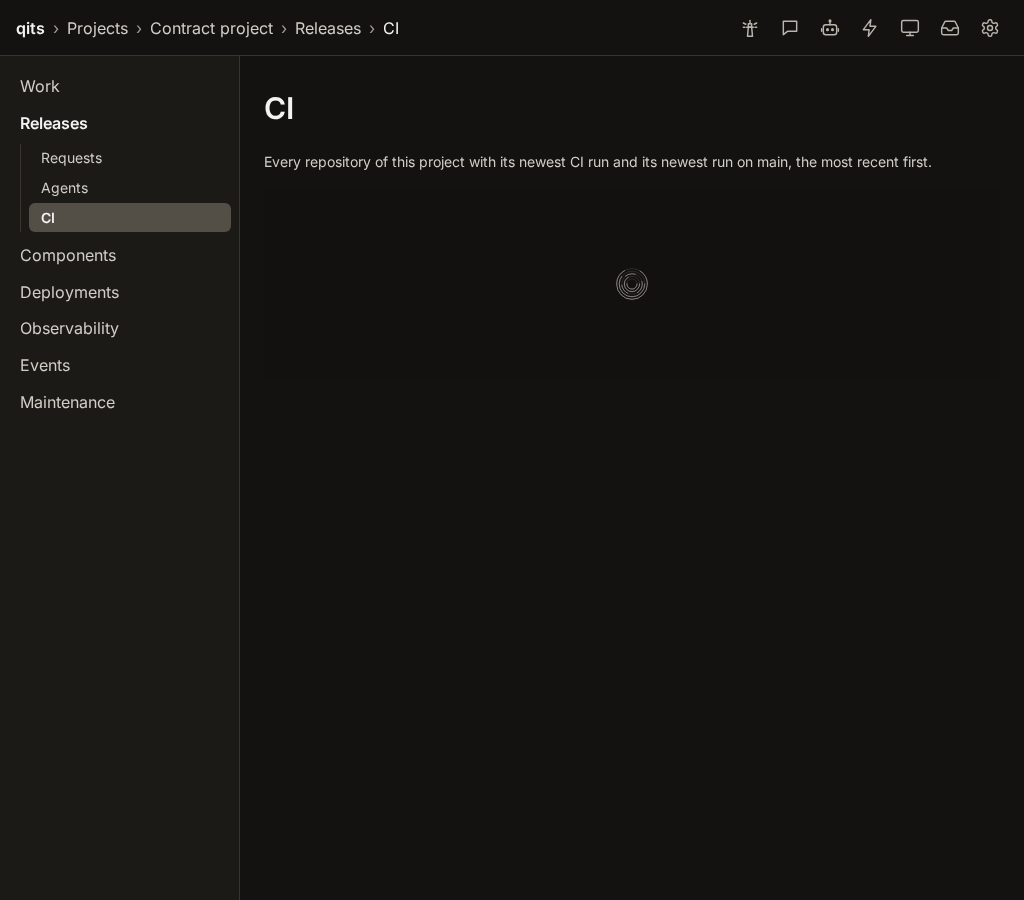 qits › Projects › Contract project › Releases › CI
Work
Releases
Requests
Agents
CI
Components
Deployments
Observability
Events
Maintenance
CI
Every repository of this project with its newest CI run and its newest run on main, the most recent first.